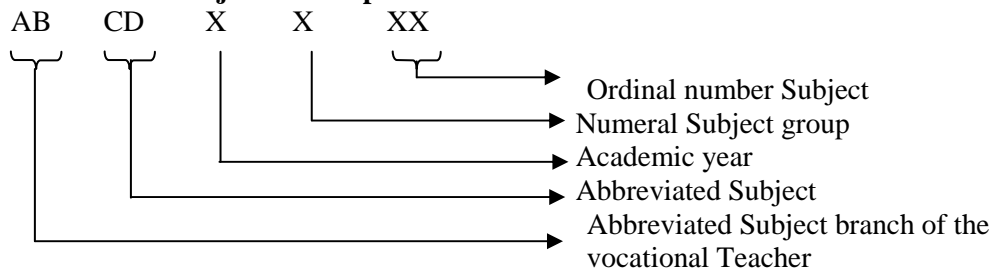 AB CD X X XX
Ordinal number Subject
Numeral Subject group
Academic year
Abbreviated Subject
Abbreviated Subject branch of the
vocational Teacher